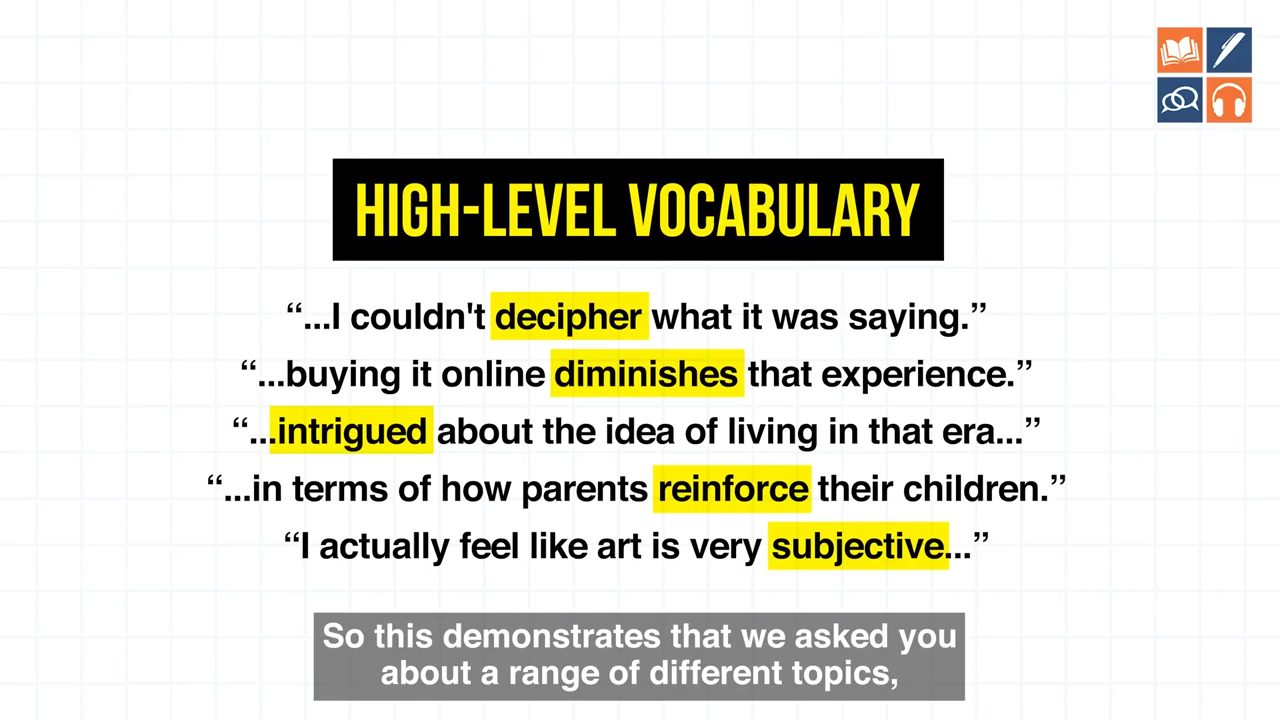 HIGH-LEVEL VOCABULARY
“...I couldn't decipher what it was saying.”
“...buying it online diminishes that experience.”
“...intrigued about the idea of living in that era...”
“...in terms of how parents reinforce their children.”
“I actually feel like art is very subjective...”
So this demonstrates that we asked you
about a range of different topics,